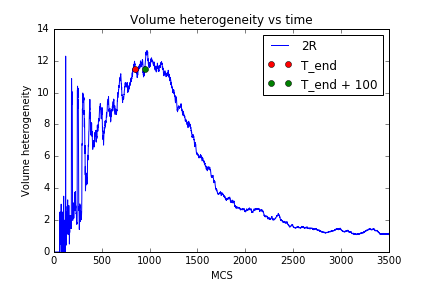 Volume heterogeneity vs time
14
12
10
8
6
4
2
0
Volume heterogeneity
2R
T_end
T_end + 100
0 500 1000 1500 2000 2500 3000 3500
MCS